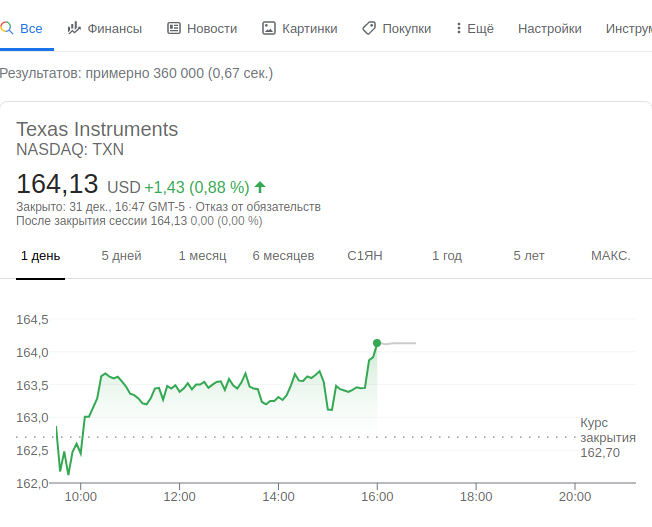 Все Финансы Новости Картинки Покупки Ещё Настройки Инструм
Результатов: примерно 360 000 (0,67 сек.)
Texas Instruments
NASDAQ: TXN
164,13 USD +1,43 (0,88 %)
Закрыто: 31 дек., 16:47 GMT-5 · Отказ от обязательств
После закрытия сессии 164,13 0,00 (0,00 %)
1 день 5 дней 1 месяц 6 месяцев С1ЯН 1 год 5 лет МАКС.
164,5
164,0
163,5
163,0
Курс
закрытия
162,70
162,5
162,0
10:00 12:00 14:00 16:00 18:00 20:00